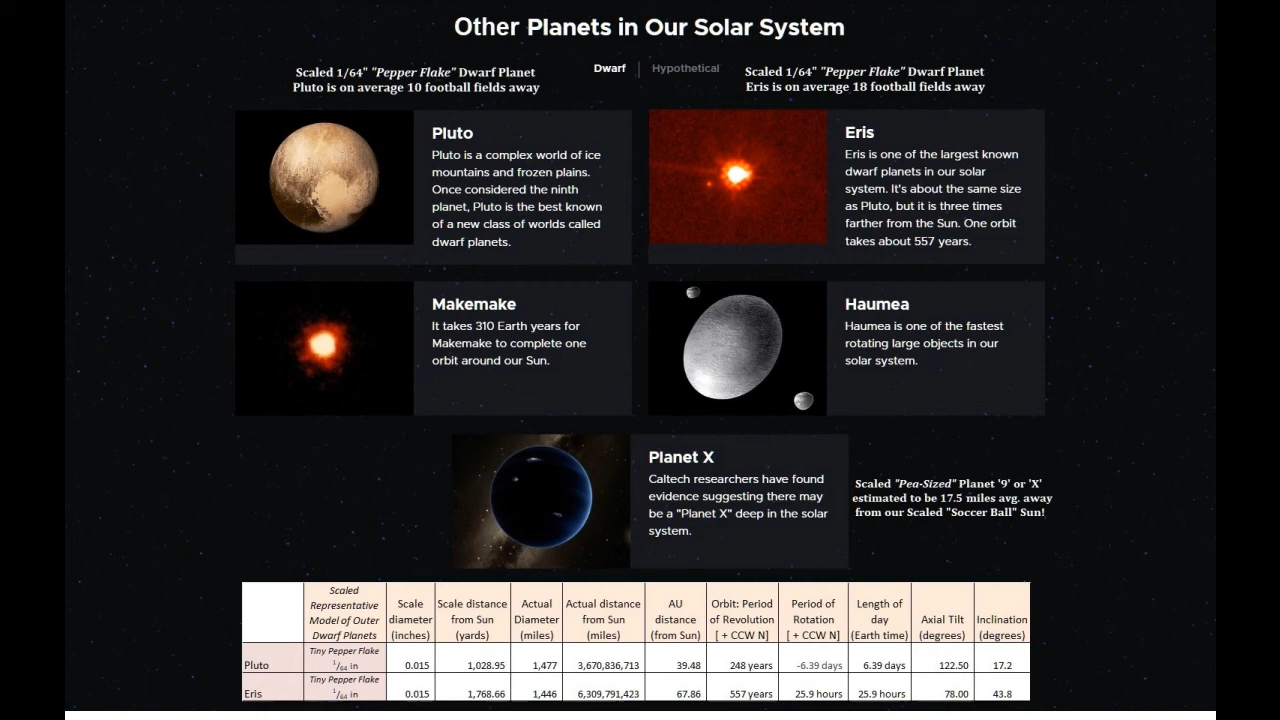 Other Planets in Our Solar System
Scaled 1/64" "Pepper Flake" Dwarf Planet
Pluto is on average 10 football fields away
Dwarf | Hypothetical
Scaled 1/64" "Pepper Flake" Dwarf Planet
Eris is on average 18 football fields away
Pluto
Pluto is a complex world of ice
mountains and frozen plains.
Once considered the ninth
planet, Pluto is the best known
of a new class of worlds called
dwarf planets.
Eris
Eris is one of the largest known
dwarf planets in our solar
system. It's about the same size
as Pluto, but it is three times
farther from the Sun. One orbit
takes about 557 years.
Makemake
It takes 310 Earth years for
Makemake to complete one
orbit around our Sun.
Haumea
Haumea is one of the fastest
rotating large objects in our
solar system.
Planet X
Caltech researchers have found
evidence suggesting there may
be a "Planet X" deep in the solar
system.
Scaled "Pea-Sized" Planet '9' or 'X'
estimated to be 17.5 miles avg. away
from our Scaled "Soccer Ball" Sun!
Scaled
Representative
Model of Outer
Dwarf Planets
Scale
diameter
(inches)
Scale distance
from Sun
(yards)
Actual
Diameter
(miles)
Actual distance
from Sun
(miles)
AU
distance
(from Sun)
Orbit: Period
of Revolution
[ + CCW N]
Period of
Rotation
[ + CCW N]
Length of
day
(Earth time)
Axial Tilt
(degrees)
Inclination
(degrees)
Pluto
Tiny Pepper Flake
1/64 in
0.015
1,028.95
1,477
3,670,836,713
39.48
248 years
-6.39 days
6.39 days
122.50
17.2
Eris
Tiny Pepper Flake
1/64 in
0.015
1,768.66
1,446
6,309,791,423
67.86
557 years
25.9 hours
25.9 hours
78.00
43.8